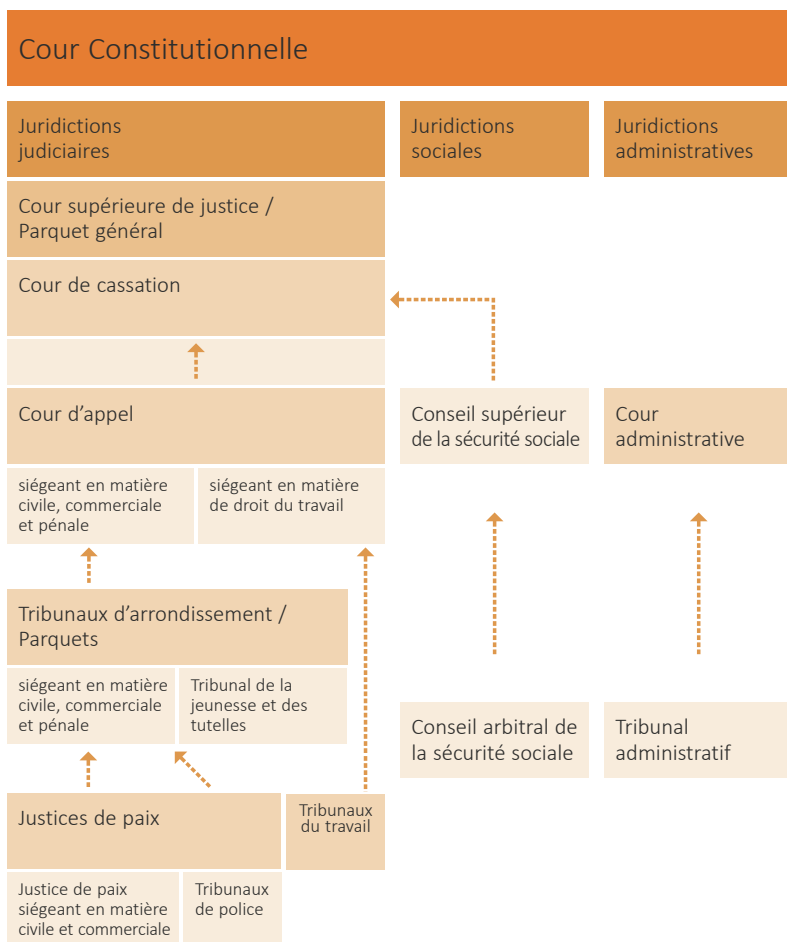 Cour Constitutionnelle
Juridictions
judiciaires
Juridictions
sociales
Juridictions
administratives
Cour supérieure de justice /
Parquet général
Cour de cassation
Cour d’appel
Conseil supérieur
de la sécurité sociale
Cour
administrative
siégeant en matière
civile, commerciale
et pénale
siégeant en matière
de droit du travail
Tribunaux d’arrondissement /
Parquets
siégeant en matière
civile, commerciale
et pénale
Tribunal de la
jeunesse et des
tutelles
Conseil arbitral de
la sécurité sociale
Tribunal
administratif
Justices de paix
Tribunaux
du travail
Justice de paix
siégeant en matière
civile et commerciale
Tribunaux
de police